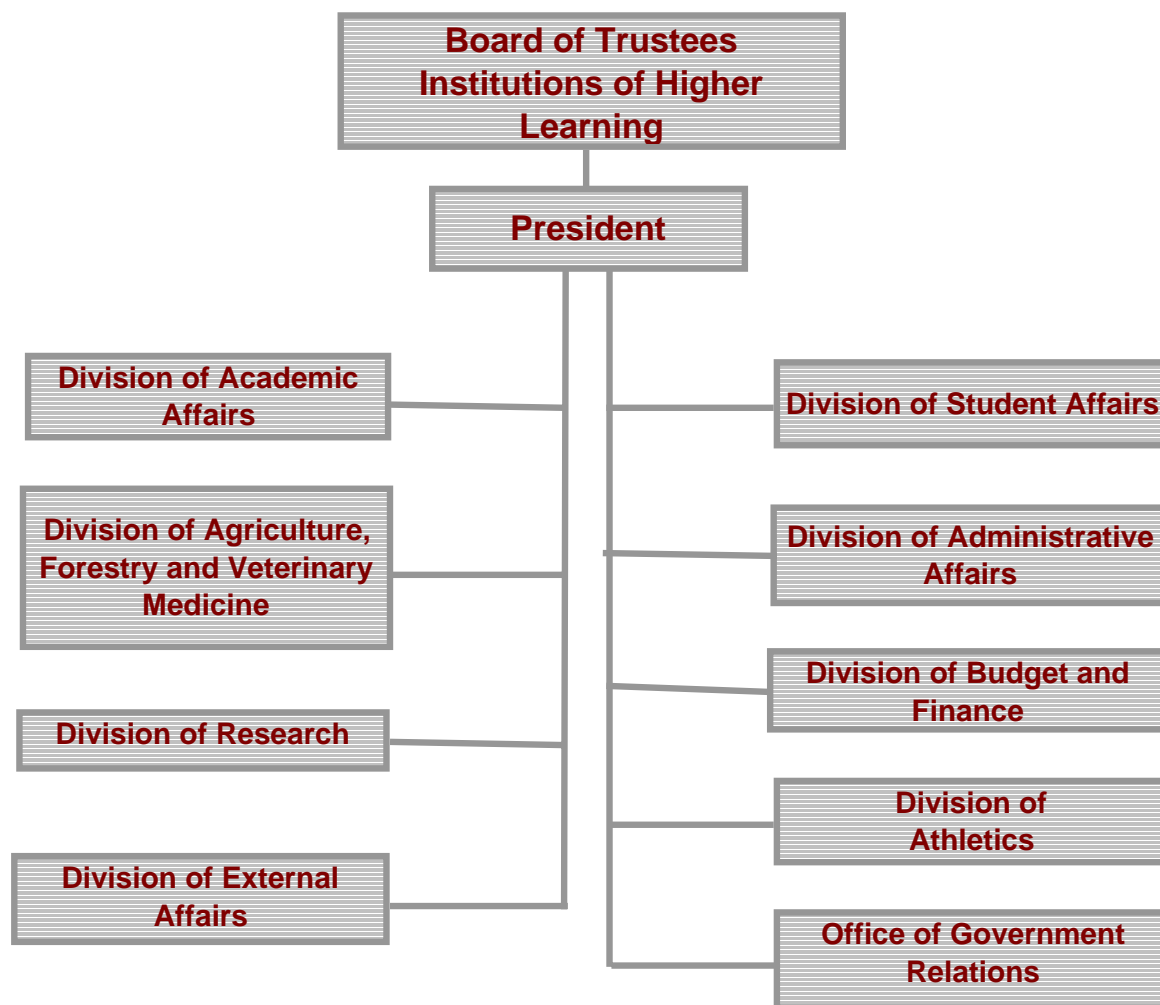 Board of Trustees
Institutions of Higher
Learning
President
Division of Academic
Affairs
Division of Agriculture,
Forestry and Veterinary
Medicine
Division of Research
Division of External
Affairs
Division of Student Affairs
Division of Administrative
Affairs
Division of Budget and
Finance
Division of
Athletics
Office of Government
Relations